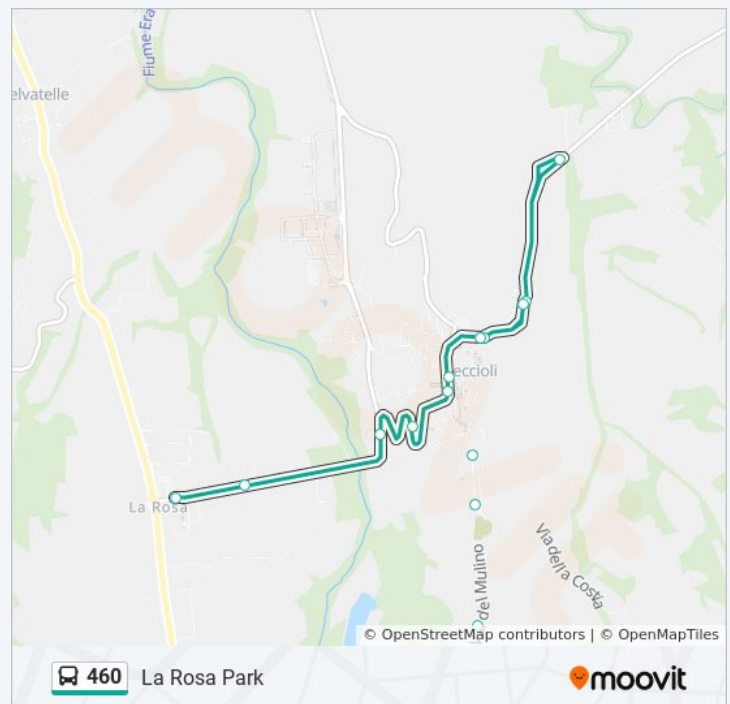 Fiume Era
elvatelle
eccioli
La Rosa
del Mulino
Via della Costa
© OpenStreetMap contributors | © OpenMapTiles
460 La Rosa Park
moovit